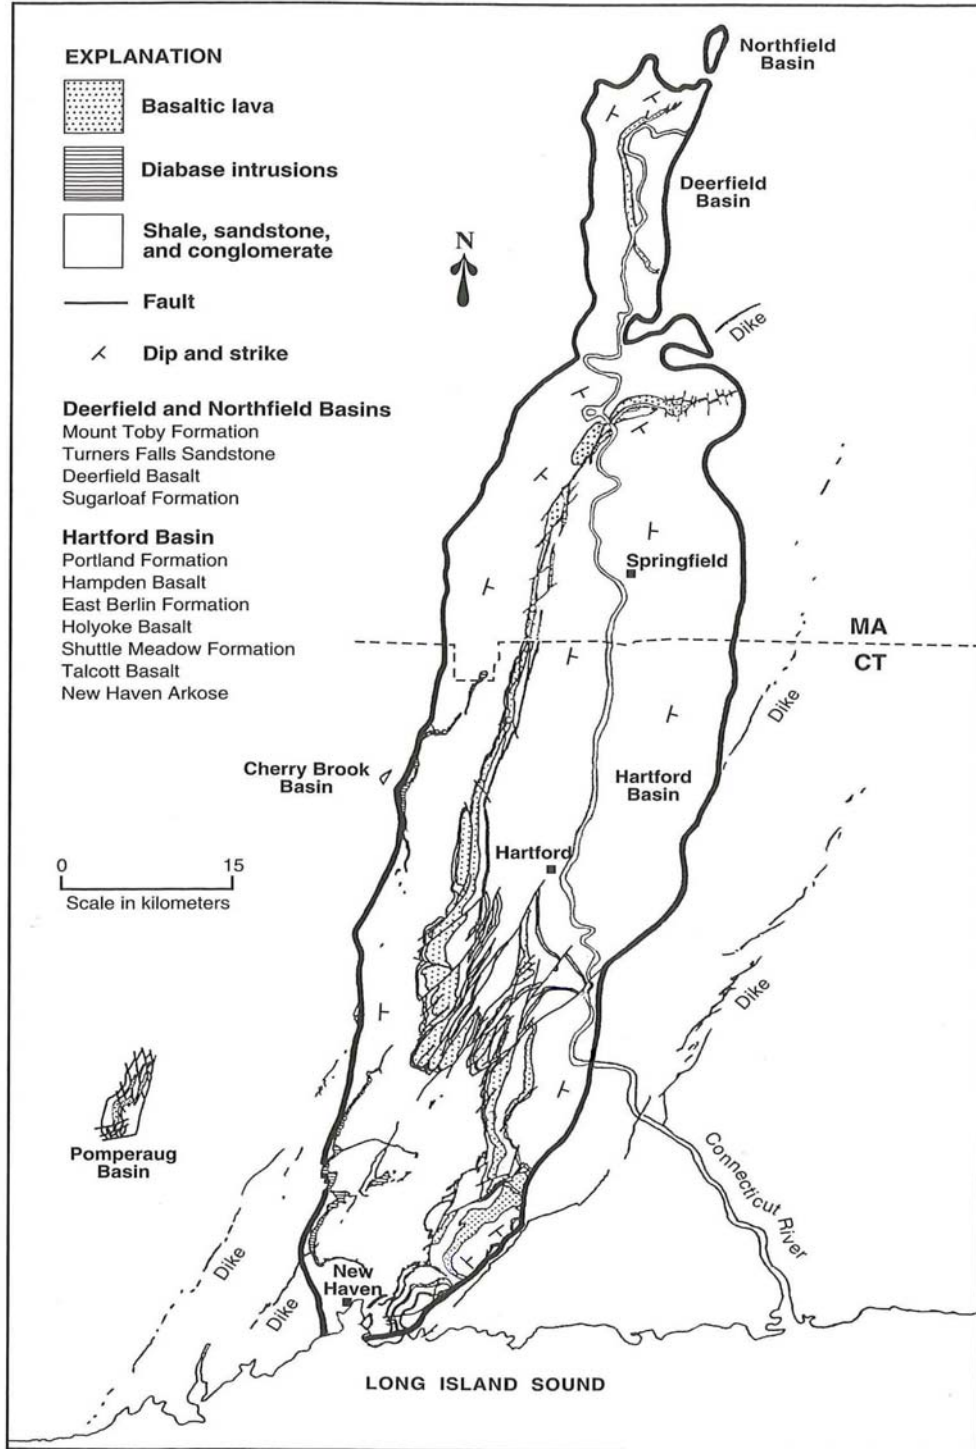 EXPLANATION
Basaltic lava
Diabase intrusions
Shale, sandstone,
and conglomerate
Fault
Dip and strike
Deerfield and Northfield Basins
Mount Toby Formation
Turners Falls Sandstone
Deerfield Basalt
Sugarloaf Formation
Hartford Basin
Portland Formation
Hampden Basalt
East Berlin Formation
Holyoke Basalt
Shuttle Meadow Formation
Talcott Basalt
New Haven Arkose
N
Northfield
Basin
Deerfield
Basin
Dike
Springfield
MA
CT
Dike
Cherry Brook
Basin
Hartford
Basin
0 15
Scale in kilometers
Hartford
Dike
Pomperaug
Basin
Connecticut River
Dike
Dike
New
Haven
LONG ISLAND SOUND